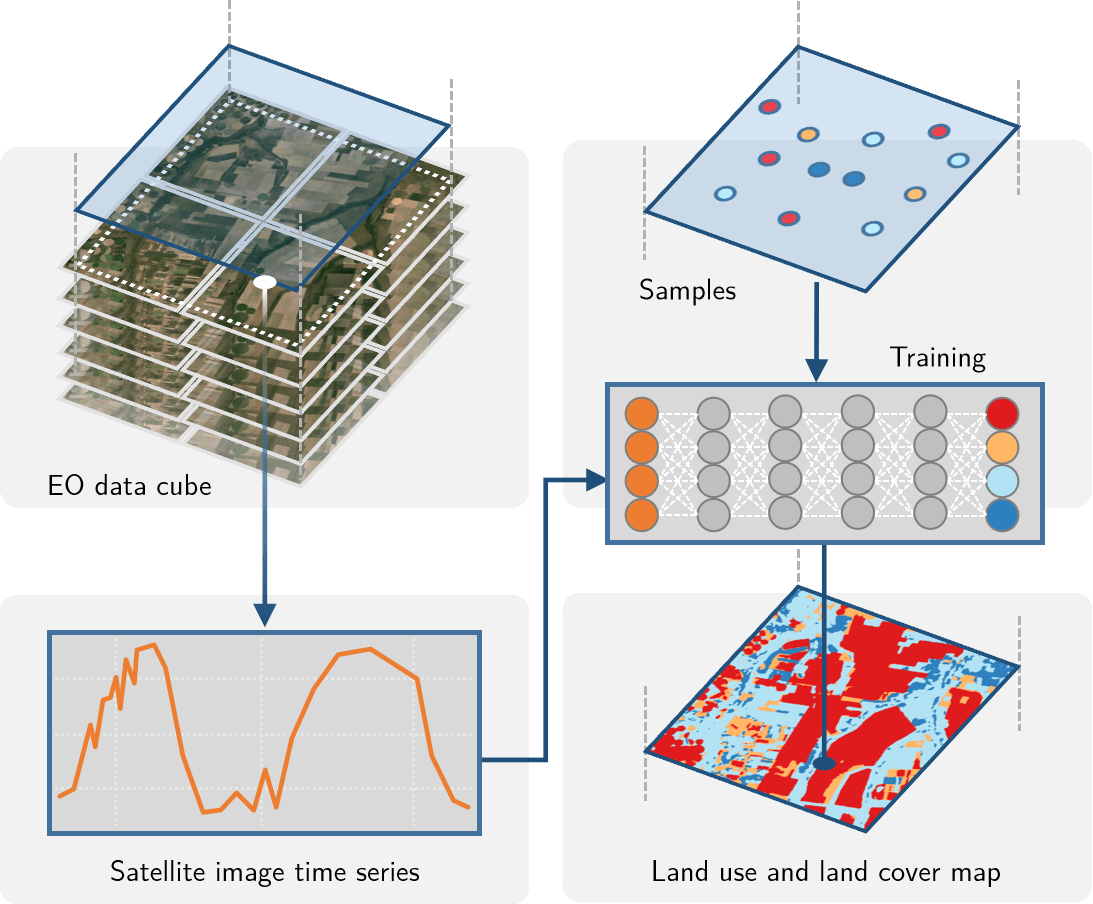 Samples
Training
EO data cube
Satellite image time series
Land use and land cover map